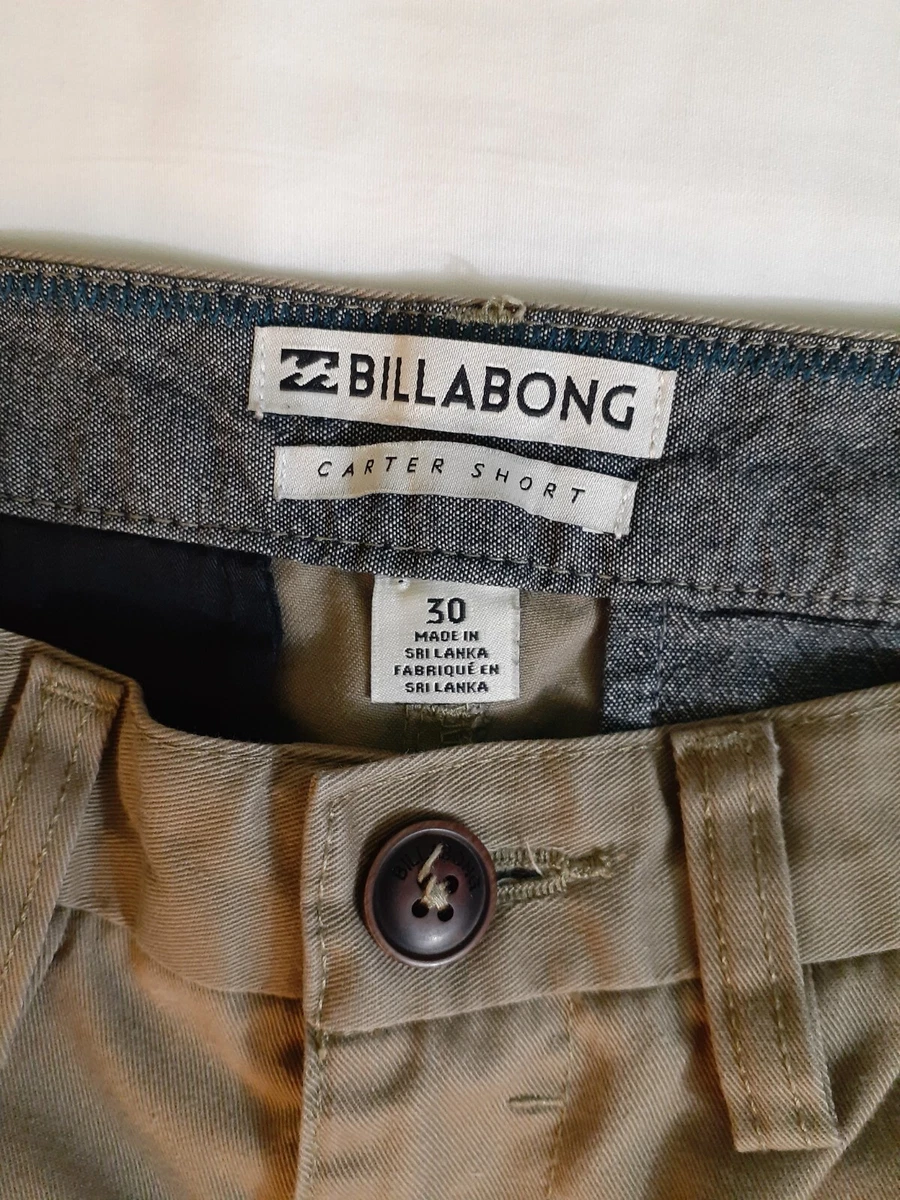 BILLABONG
CARTER SHORT
30
MADE IN
SRI LANKA
FABRIQUÉ EN
SRI LANKA